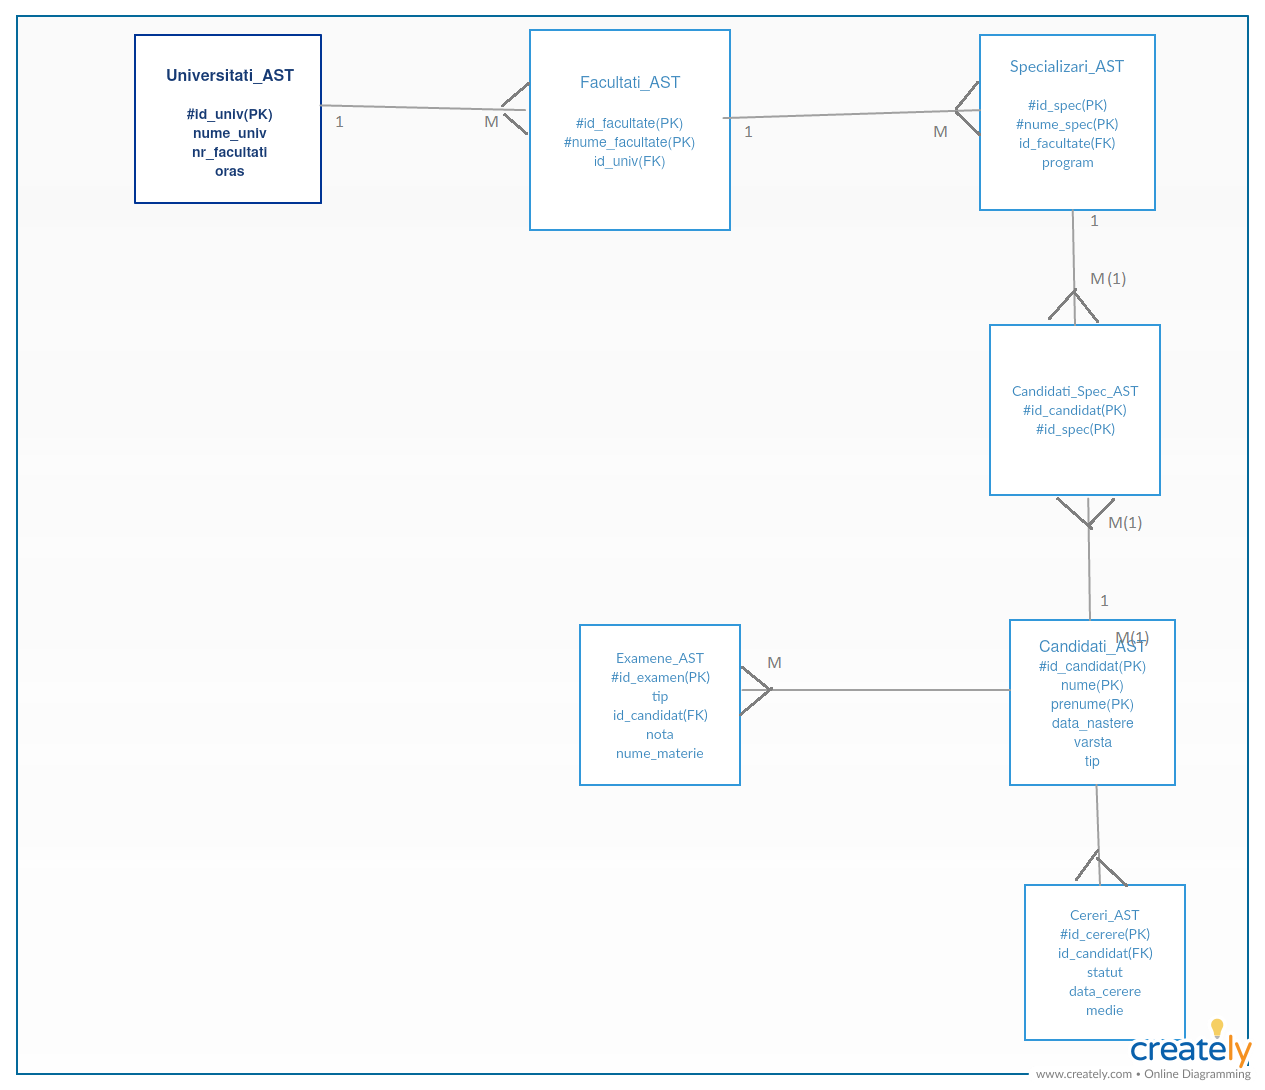 Universitati_AST
#id_univ(PK)
nume_univ
nr_facultati
oras
1
M
Facultati_AST
#id_facultate(PK)
#nume_facultate(PK)
id_univ(FK)
1
M
Specializari_AST
#id_spec(PK)
#nume_spec(PK)
id_facultate(FK)
program
1
M(1)
Candidati_Spec_AST
#id_candidat(PK)
#id_spec(PK)
M(1)
1
M(1)
Candidati_AST
#id_candidat(PK)
nume(PK)
prenume(PK)
data_nastere
varsta
tip
M
Examene_AST
#id_examen(PK)
tip
id_candidat(FK)
nota
nume_materie
Cereri_AST
#id_cerere(PK)
id_candidat(FK)
statut
data_cerere
medie
creately
www.creately.com • Online Diagramming